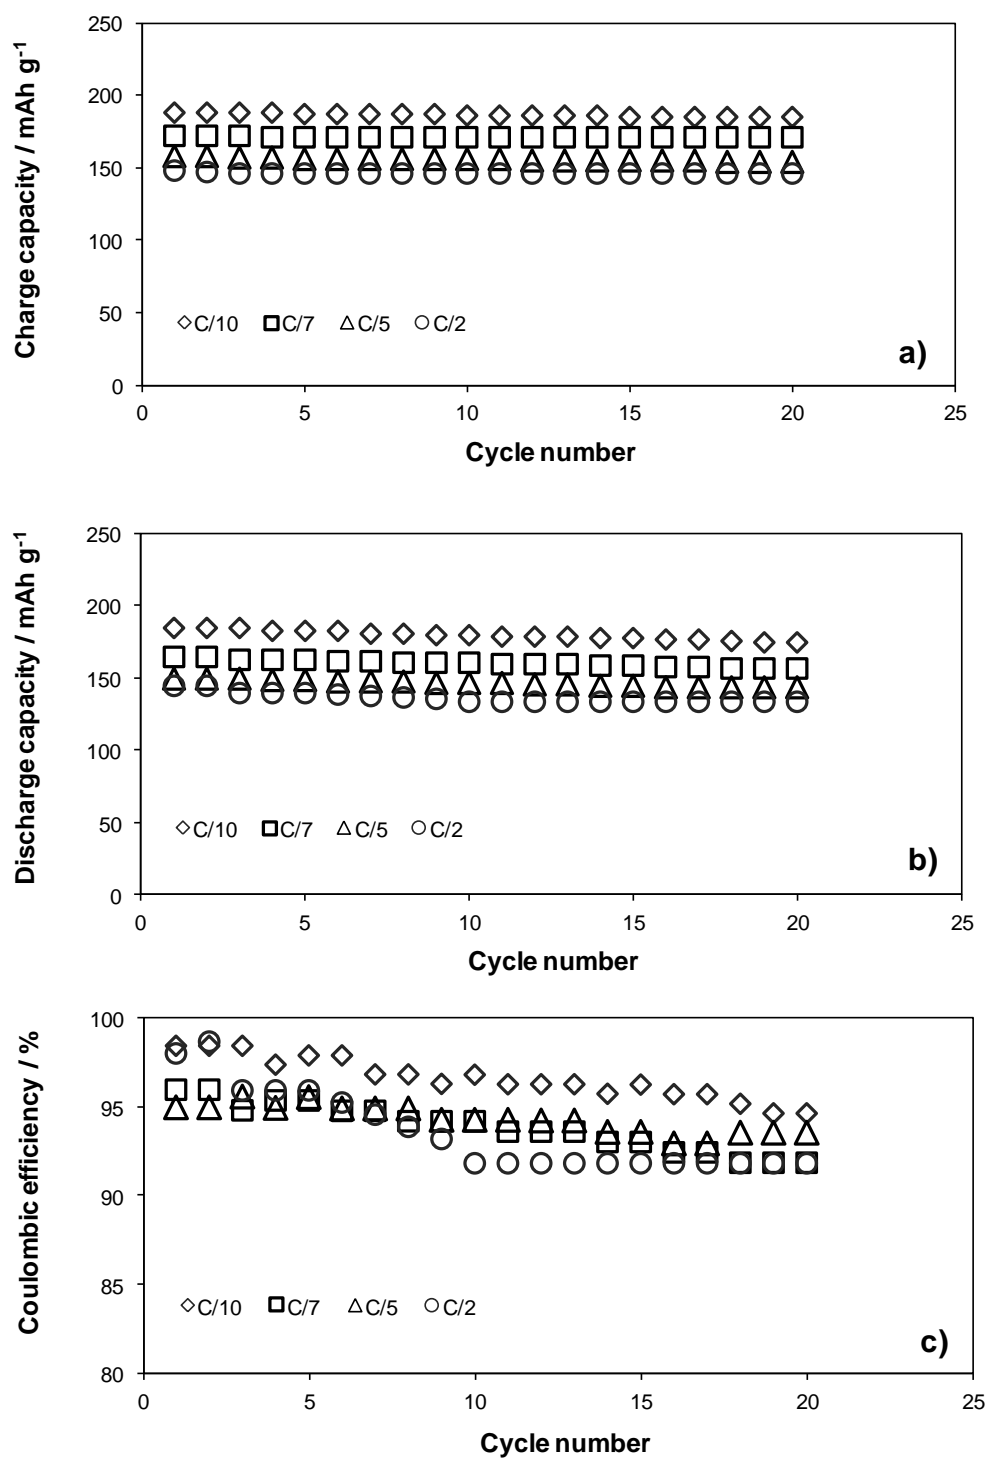 250
200
150
100
50
0
Charge capacity / mAh g-1
C/10 C/7 C/5 C/2
a)
0 5 10 15 20 25
Cycle number
250
200
150
100
50
0
Discharge capacity / mAh g-1
C/10 C/7 C/5 C/2
b)
0 5 10 15 20 25
Cycle number
100
95
90
85
80
Coulombic efficiency / %
C/10 C/7 C/5 C/2
c)
0 5 10 15 20 25
Cycle number